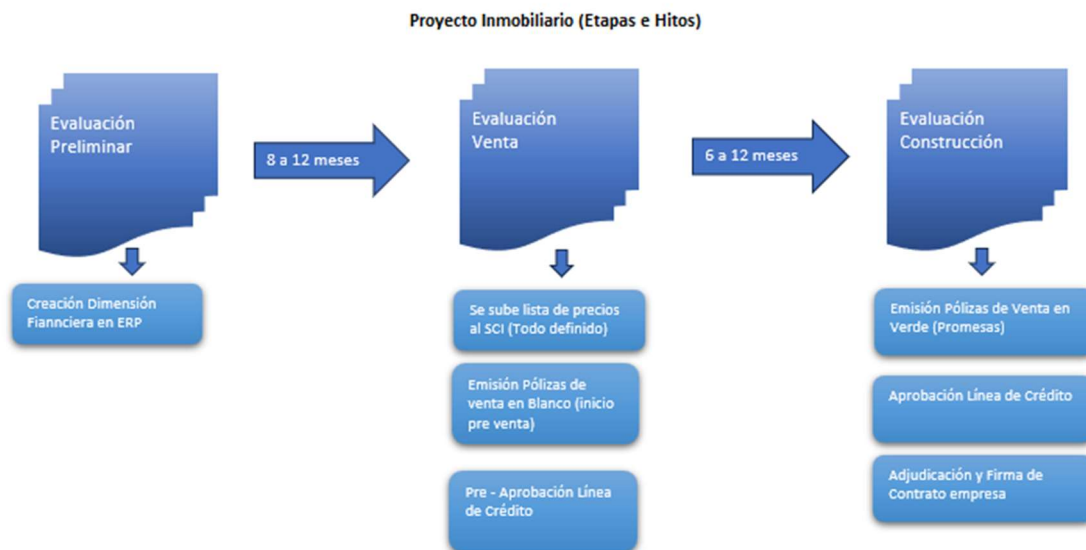 Proyecto Inmobiliario (Etapas e Hitos)
Evaluación
Preliminar
8 a 12 meses
Evaluación
Venta
6 a 12 meses
Evaluación
Construcción
Creación Dimensión
Fiannciera en ERP
Se sube lista de precios
al SCI (Todo definido)
Emisión Pólizas de
venta en Blanco (inicio
pre venta)
Pre - Aprobación Línea
de Crédito
Emisión Pólizas de Venta en
Verde (Promesas)
Aprobación Línea de Crédito
Adjudicación y Firma de
Contrato empresa